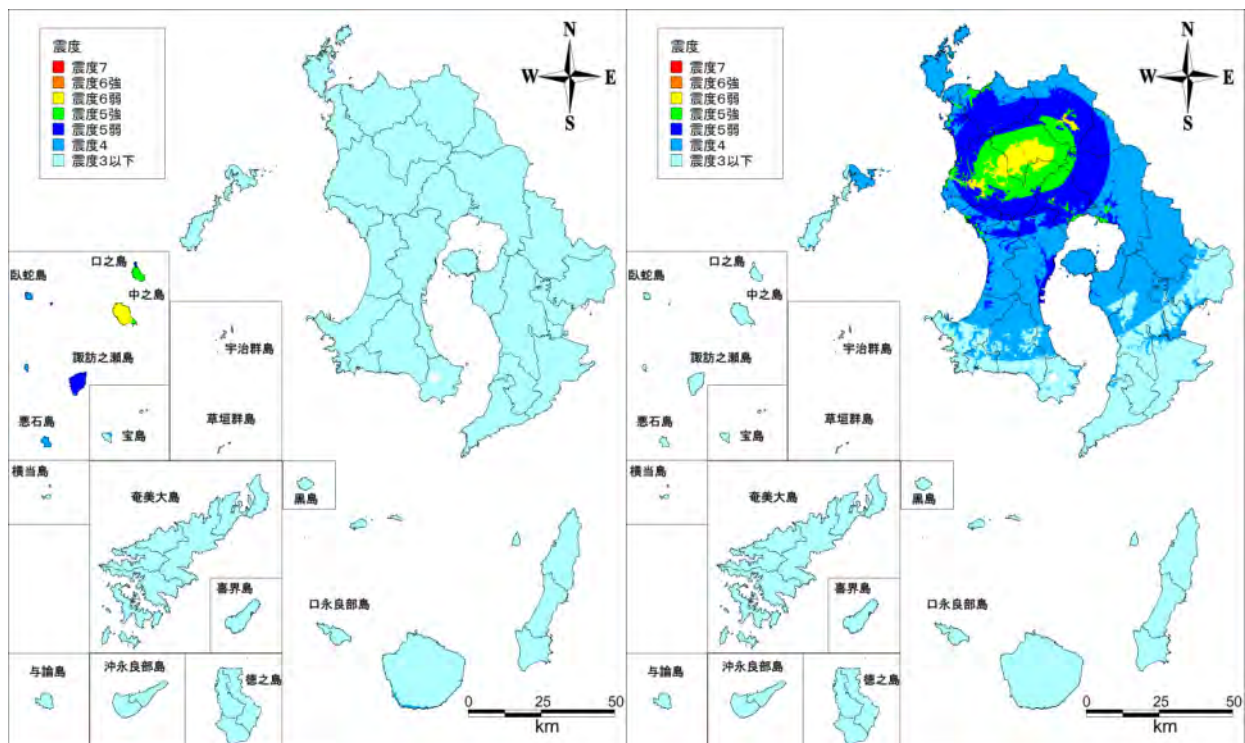 震度
震度7
震度6強
震度6弱
震度5強
震度5弱
震度4
震度3以下
N
W E
S
口之島
臥蛇島
中之島
諏訪之瀬島
宇治群島
悪石島
宝島
草垣群島
横当島
奄美大島
黒島
喜界島
口永良部島
与論島
沖永良部島
徳之島
0 25 50
km
震度
震度7
震度6強
震度6弱
震度5強
震度5弱
震度4
震度3以下
N
W E
S
口之島
臥蛇島
中之島
諏訪之瀬島
宇治群島
悪石島
宝島
草垣群島
横当島
奄美大島
黒島
喜界島
口永良部島
与論島
沖永良部島
徳之島
0 25 50
km